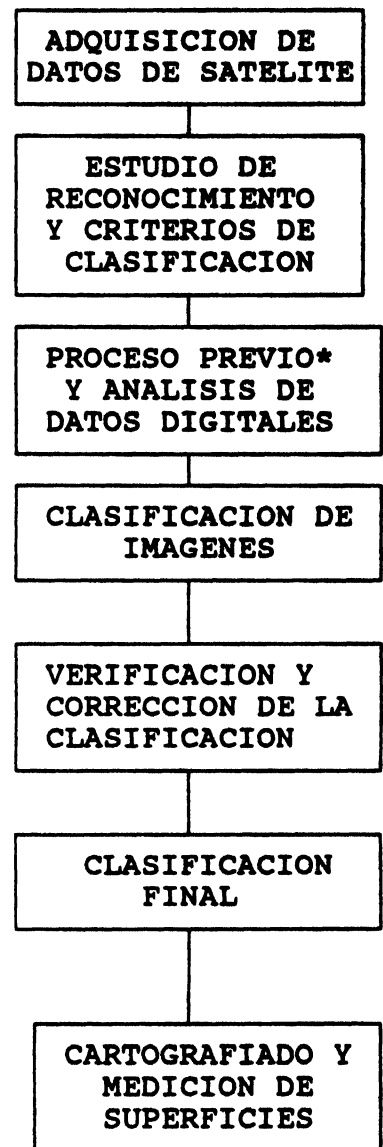 ADQUISICION DE
DATOS DE SATELITE
ESTUDIO DE
RECONOCIMIENTO
Y CRITERIOS DE
CLASIFICACION
PROCESO PREVIO*
Y ANALISIS DE
DATOS DIGITALES
CLASIFICACION DE
IMAGENES
VERIFICACION Y
CORRECCION DE LA
CLASIFICACION
CLASIFICACION
FINAL
CARTOGRAFIADO Y
MEDICION DE
SUPERFICIES